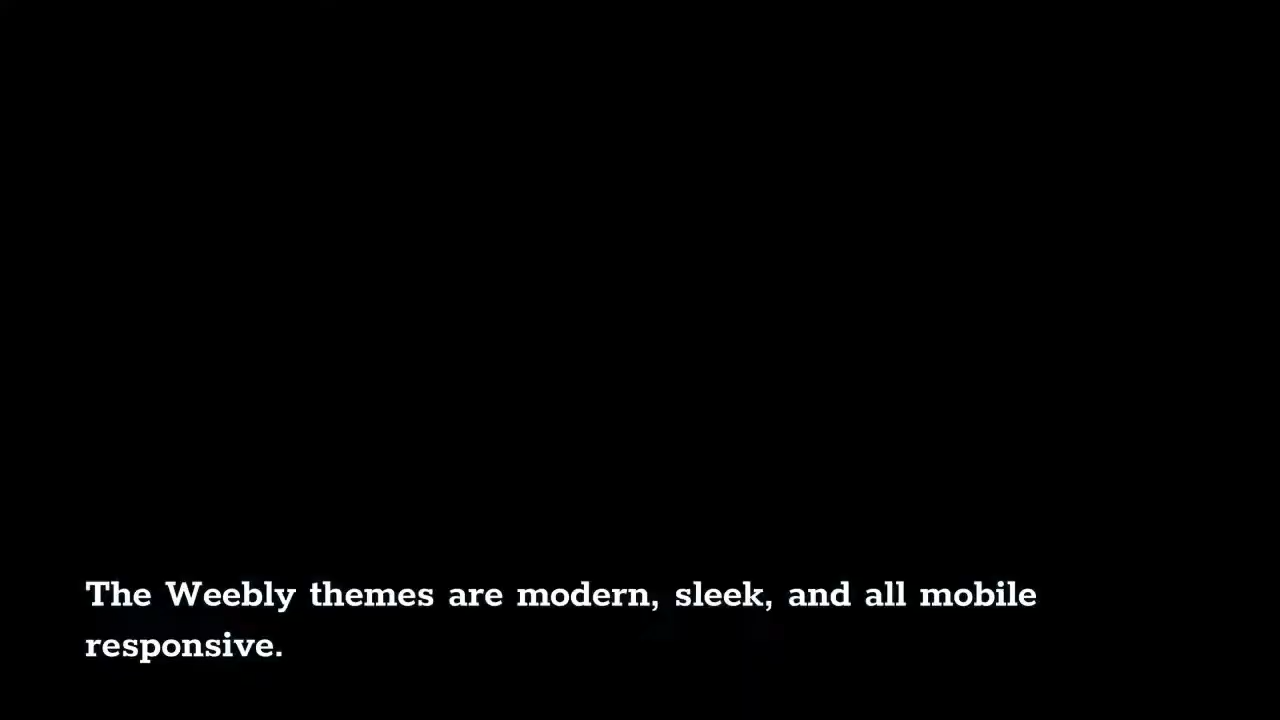 The Weebly themes are modern, sleek, and all mobile
responsive.